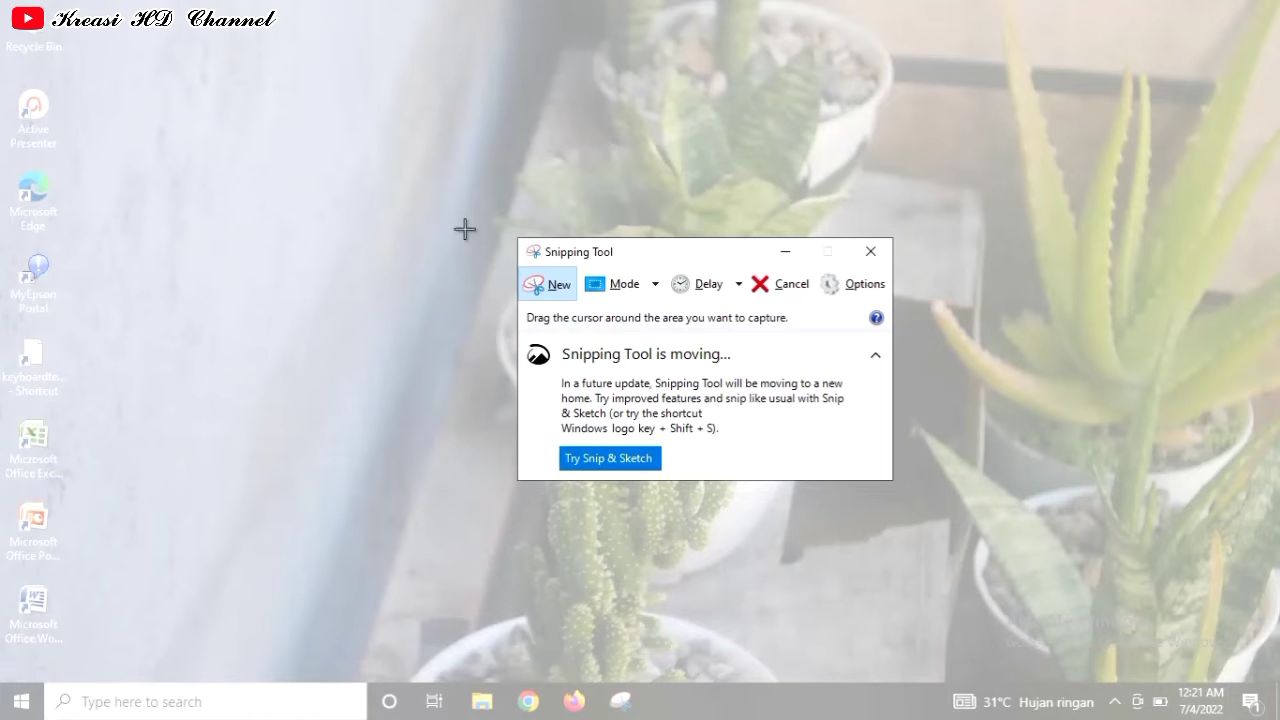 Kreasi HD Channel
Recycle Bin
Active
Presenter
Microsoft
Edge
MyEpson
Portal
keyboardte...
- Shortcut
Microsoft
Office Exc...
Microsoft
Office Po...
Microsoft
Office Wo...
Snipping Tool
New
Mode
Delay
Cancel
Options
Drag the cursor around the area you want to capture.
Snipping Tool is moving...
In a future update, Snipping Tool will be moving to a new
home. Try improved features and snip like usual with Snip
& Sketch (or try the shortcut
Windows logo key + Shift + S).
Try Snip & Sketch
Type here to search
31°C Hujan ringan
12:21 AM
7/4/2022
1